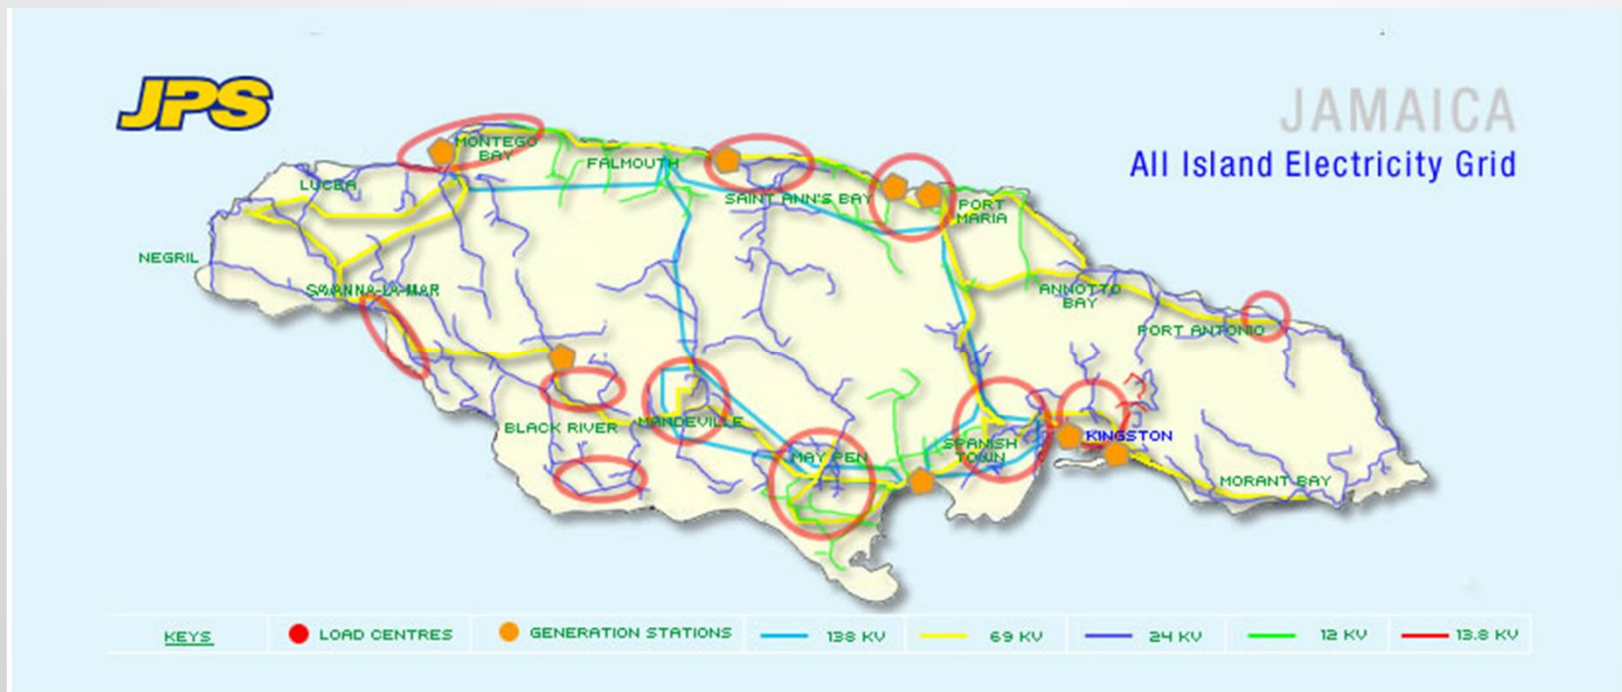 JPS
JAMAICA
All Island Electricity Grid
MONTEGO
BAY
FALMOUTH
LUCEA
SAINT ANN'S BAY
PORT
MARIA
NEGRIL
SAVANNA-LA-MAR
ANNOTTO
BAY
PORT ANTONIO
BLACK RIVER
MANDEVILLE
SPANISH
TOWN
KINGSTON
MAY PEN
MORANT BAY
KEYS
LOAD CENTRES
GENERATION STATIONS
138 KV
69 KV
24 KV
12 KV
13.8 KV